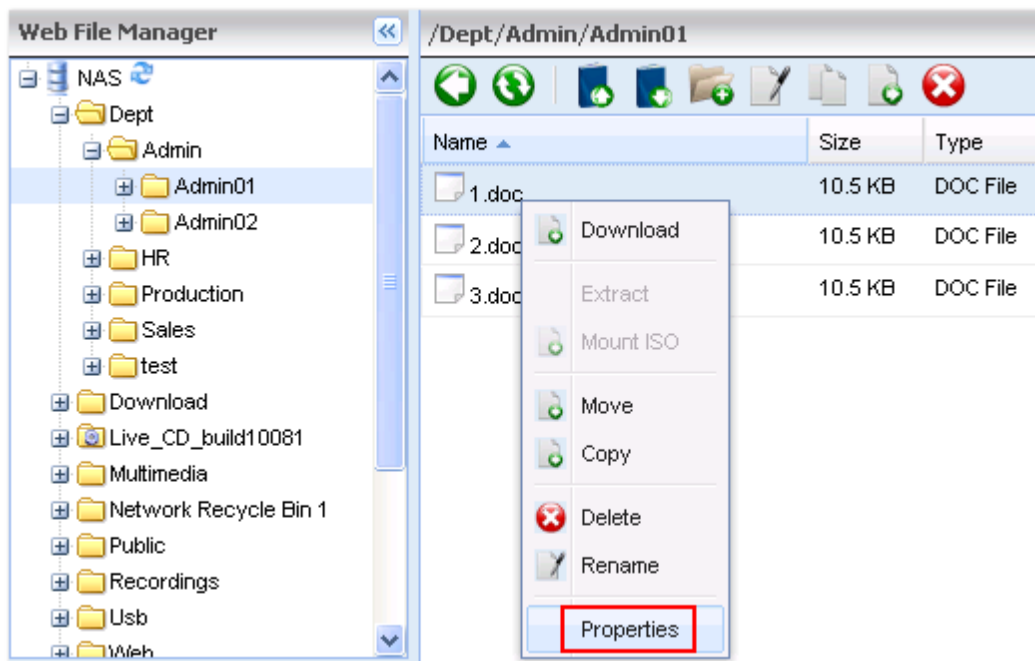 Web File Manager
NAS
Dept
Admin
Admin01
Admin02
HR
Production
Sales
test
Download
Live_CD_build10081
Multimedia
Network Recycle Bin 1
Public
Recordings
Usb
Web
/Dept/Admin/Admin01
Name Size Type
1.doc 10.5 KB DOC File
2.doc 10.5 KB DOC File
3.doc 10.5 KB DOC File
Download
Extract
Mount ISO
Move
Copy
Delete
Rename
Properties